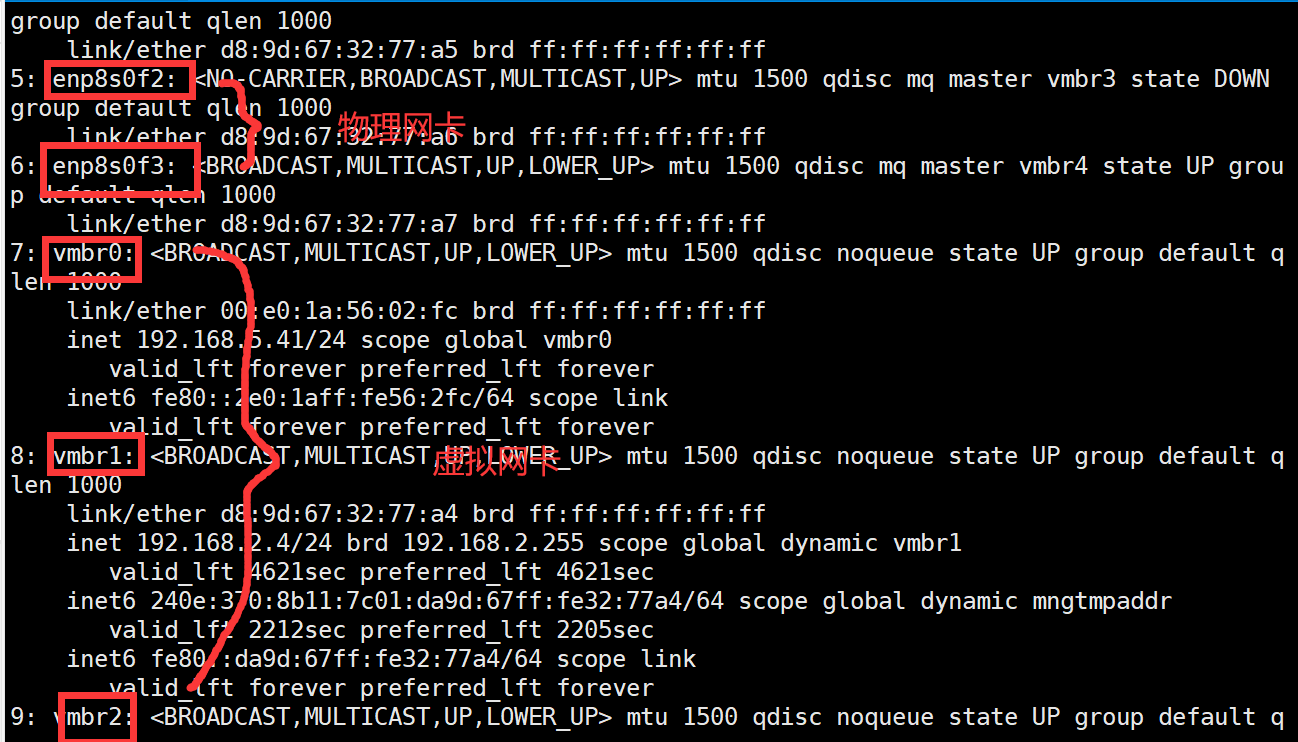 group default qlen 1000
link/ether d8:9d:67:32:77:a5 brd ff:ff:ff:ff:ff:ff
5: enp8s0f2: <NO-CARRIER,BROADCAST,MULTICAST,UP> mtu 1500 qdisc mq master vmbr3 state DOWN
group default qlen 1000
物理网卡
link/ether d8:9d:67:32:77:a6 brd ff:ff:ff:ff:ff:ff
6: enp8s0f3: <BROADCAST,MULTICAST,UP,LOWER_UP> mtu 1500 qdisc mq master vmbr4 state UP grou
p default qlen 1000
link/ether d8:9d:67:32:77:a7 brd ff:ff:ff:ff:ff:ff
7: vmbr0: <BROADCAST,MULTICAST,UP,LOWER_UP> mtu 1500 qdisc noqueue state UP group default q
len 1000
link/ether 00:e0:1a:56:02:fc brd ff:ff:ff:ff:ff:ff
inet 192.168.5.41/24 scope global vmbr0
valid_lft forever preferred_lft forever
inet6 fe80::2e0:1aff:fe56:2fc/64 scope link
valid_lft forever preferred_lft forever
8: vmbr1: <BROADCAST,MULTICAST,UP,LOWER_UP> mtu 1500 qdisc noqueue state UP group default q
虚拟网卡
len 1000
link/ether d8:9d:67:32:77:a4 brd ff:ff:ff:ff:ff:ff
inet 192.168.2.4/24 brd 192.168.2.255 scope global dynamic vmbr1
valid_lft 4621sec preferred_lft 4621sec
inet6 240e:370:8b11:7c01:da9d:67ff:fe32:77a4/64 scope global dynamic mngtmpaddr
valid_lft 2212sec preferred_lft 2205sec
inet6 fe80::da9d:67ff:fe32:77a4/64 scope link
valid_lft forever preferred_lft forever
9: vmbr2: <BROADCAST,MULTICAST,UP,LOWER_UP> mtu 1500 qdisc noqueue state UP group default q